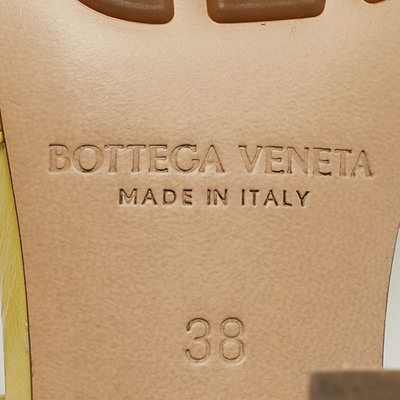 BOTTEGA VENETA
MADE IN ITALY
38